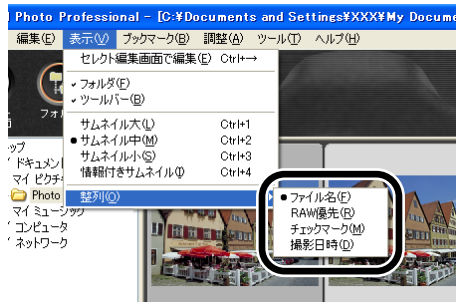 Photo Professional - [C:¥Documents and Settings¥XXX¥My Docume
編集(E) 表示(V) ブックマーク(B) 調整(A) ツール(T) ヘルプ(H)
セレクト編集画面で編集(E) Ctrl+→
フォルダ(F)
ツールバー(B)
サムネイル大(L) Ctrl+1
サムネイル中(M) Ctrl+2
サムネイル小(S) Ctrl+3
情報付きサムネイル(I) Ctrl+4
整列(O)
ファイル名(F)
RAW優先(R)
チェックマーク(M)
撮影日時(D)
フォ
ップ
ドキュメン
マイ ピクチ
Photo
マイ ミュージック
コンピュータ
ネットワーク